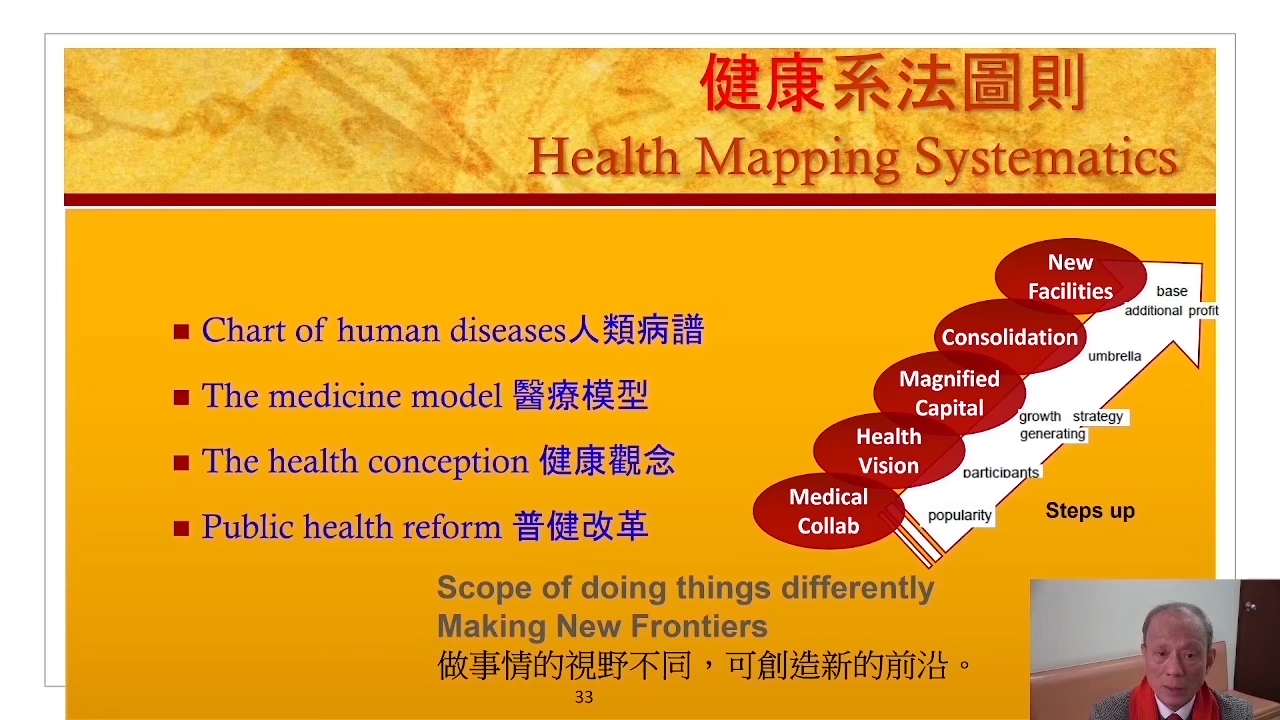 健康系法圖則
Health Mapping Systematics
Chart of human diseases人類病譜
The medicine model 醫療模型
The health conception 健康觀念
Public health reform 普健改革
New
Facilities
base
additional profit
Consolidation
umbrella
Magnified
Capital
growth strategy
generating
Health
Vision
participants
Medical
Collab
popularity
Steps up
Scope of doing things differently
Making New Frontiers
做事情的視野不同，可創造新的前沿。
33